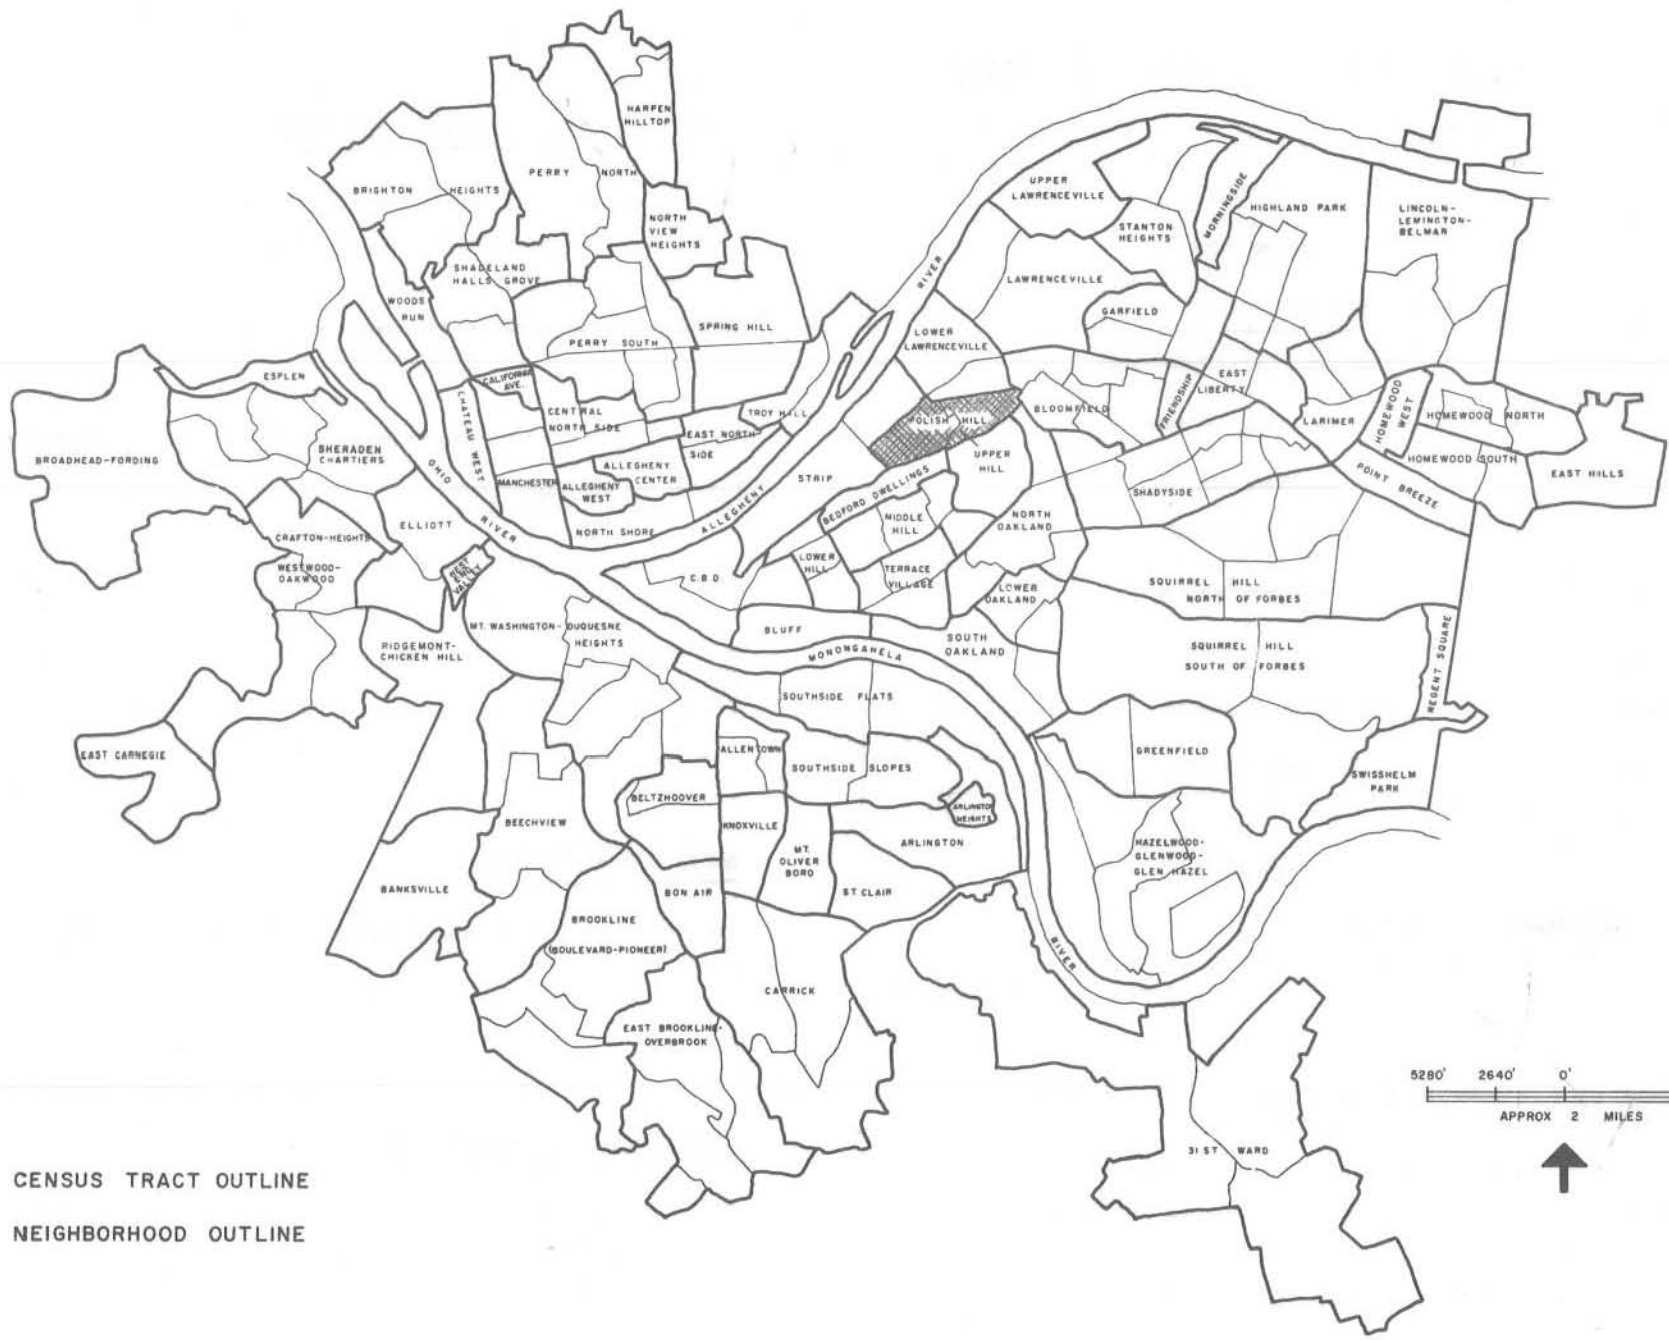 HARPEN
HILLTOP
PERRY NORTH
BRIGHTON HEIGHTS
NORTH
VIEW
HEIGHTS
UPPER
LAWRENCEVILLE
MORNINGSIDE
HIGHLAND PARK
LINCOLN-
LEMINGTON-
BELMAR
STANTON
HEIGHTS
SHADELAND
HALLS GROVE
LAWRENCEVILLE
RIVER
WOODS
RUN
GARFIELD
SPRING HILL
PERRY SOUTH
LOWER
LAWRENCEVILLE
ESPLEN
CALIFORNIA
AVE.
EAST
LIBERTY
FRIENDSHIP
CHATEAU WEST
CENTRAL
NORTH SIDE
TROY HILL
POLISH HILL
BLOOMFIELD
LARIMER
HOMEWOOD
WEST
HOMEWOOD NORTH
EAST NORTH
SIDE
BROADHEAD-FORDING
SHERADEN
CHARTIERS
OHIO
RIVER
ALLEGHENY
CENTER
MANCHESTER
ALLEGHENY
WEST
STRIP
UPPER
HILL
HOMEWOOD SOUTH
EAST HILLS
POINT BREEZE
SHADYSIDE
BEDFORD DWELLINGS
ALLEGHENY
ELLIOTT
NORTH SHORE
MIDDLE
HILL
NORTH
OAKLAND
CRAFTON-HEIGHTS
WESTWOOD-
OAKWOOD
WEST
END
VALLEY
C.B.D.
LOWER
HILL
TERRACE
VILLAGE
LOWER
OAKLAND
SQUIRREL HILL
NORTH OF FORBES
MT. WASHINGTON-DUQUESNE
HEIGHTS
BLUFF
SOUTH
OAKLAND
RIDGEMONT-
CHICKEN HILL
MONONGAHELA
SQUIRREL HILL
SOUTH OF FORBES
REGENT SQUARE
SOUTHSIDE FLATS
EAST CARNEGIE
ALLENTOWN
SOUTHSIDE SLOPES
GREENFIELD
SWISSHELM
PARK
BELTZHOOVER
ARLINGTON
HEIGHTS
BEECHVIEW
KNOXVILLE
ARLINGTON
MT.
OLIVER
BORO
HAZELWOOD-
GLENWOOD-
GLEN HAZEL
BANKSVILLE
BON AIR
ST CLAIR
BROOKLINE
(BOULEVARD-PIONEER)
RIVER
CARRICK
EAST BROOKLINE-
OVERBROOK
5280' 2640' 0'
APPROX 2 MILES
31 ST WARD
CENSUS TRACT OUTLINE
NEIGHBORHOOD OUTLINE